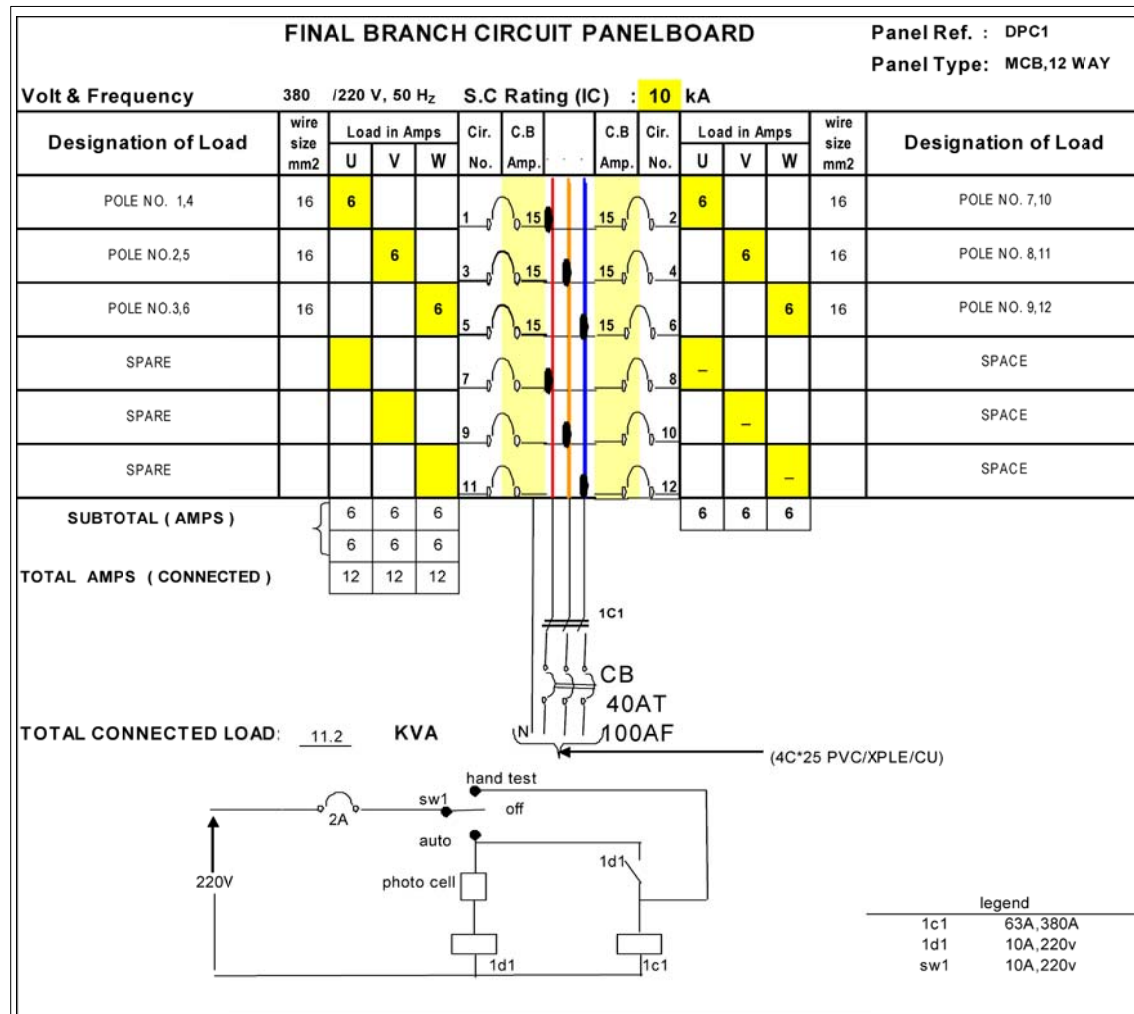 FINAL BRANCH CIRCUIT PANELBOARD Panel Ref. : DPC1
Panel Type: MCB,12 WAY
Volt & Frequency 380 /220 V, 50 Hz S.C Rating (IC) : 10 kA
Designation of Load wire size mm2 Load in Amps Cir. No. C.B Amp. . . . C.B Amp. Cir. No. Load in Amps wire size mm2 Designation of Load
U V W U V W
POLE NO. 1,4 16 6 1 15 15 2 6 16 POLE NO. 7,10
POLE NO.2,5 16 6 3 15 15 4 6 16 POLE NO. 8,11
POLE NO.3,6 16 6 5 15 15 6 6 16 POLE NO. 9,12
SPARE 7 8 – SPACE
SPARE 9 10 – SPACE
SPARE 11 12 – SPACE
SUBTOTAL ( AMPS ) 6 6 6 6 6 6
6 6 6
TOTAL AMPS ( CONNECTED ) 12 12 12
1C1
CB
40AT
TOTAL CONNECTED LOAD: 11.2 KVA N 100AF
(4C*25 PVC/XPLE/CU)
hand test
sw1 off
2A
auto
1d1
220V photo cell
1d1 1c1
legend
1c1 63A,380A
1d1 10A,220v
sw1 10A,220v